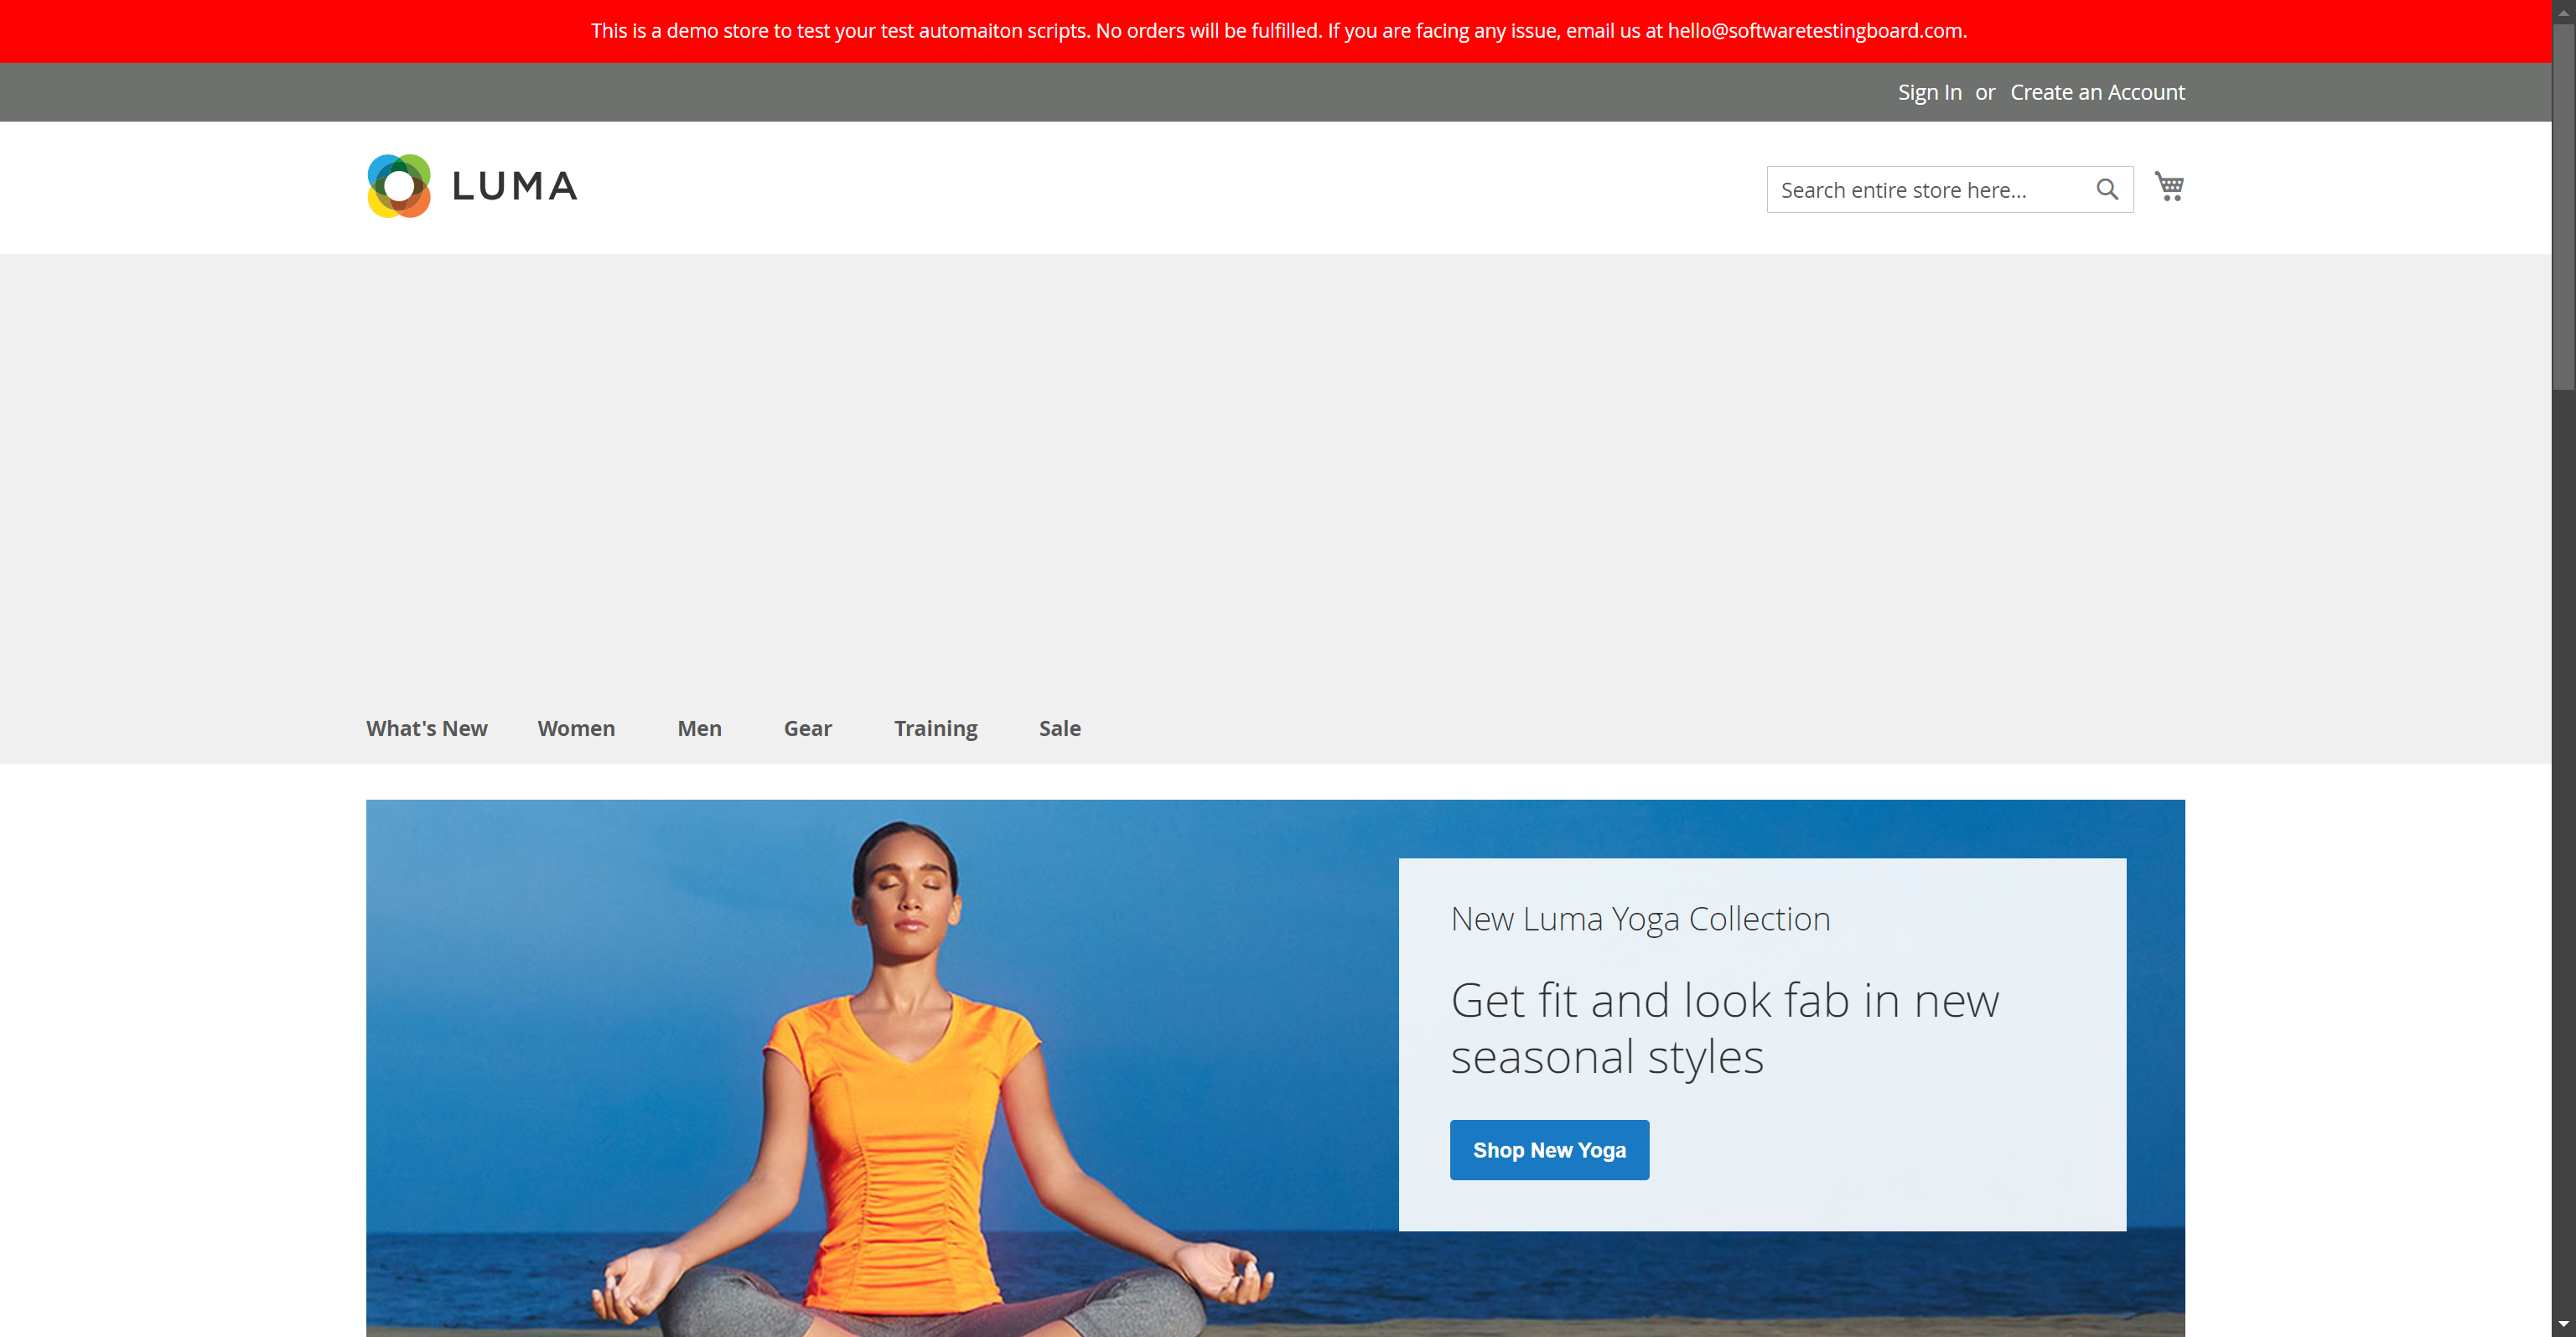 This is a demo store to test your test automaiton scripts. No orders will be fulfilled. If you are facing any issue, email us at hello@softwaretestingboard.com.
Sign In or Create an Account
LUMA
Search entire store here...
What's New Women Men Gear Training Sale
New Luma Yoga Collection
Get fit and look fab in new
seasonal styles
Shop New Yoga